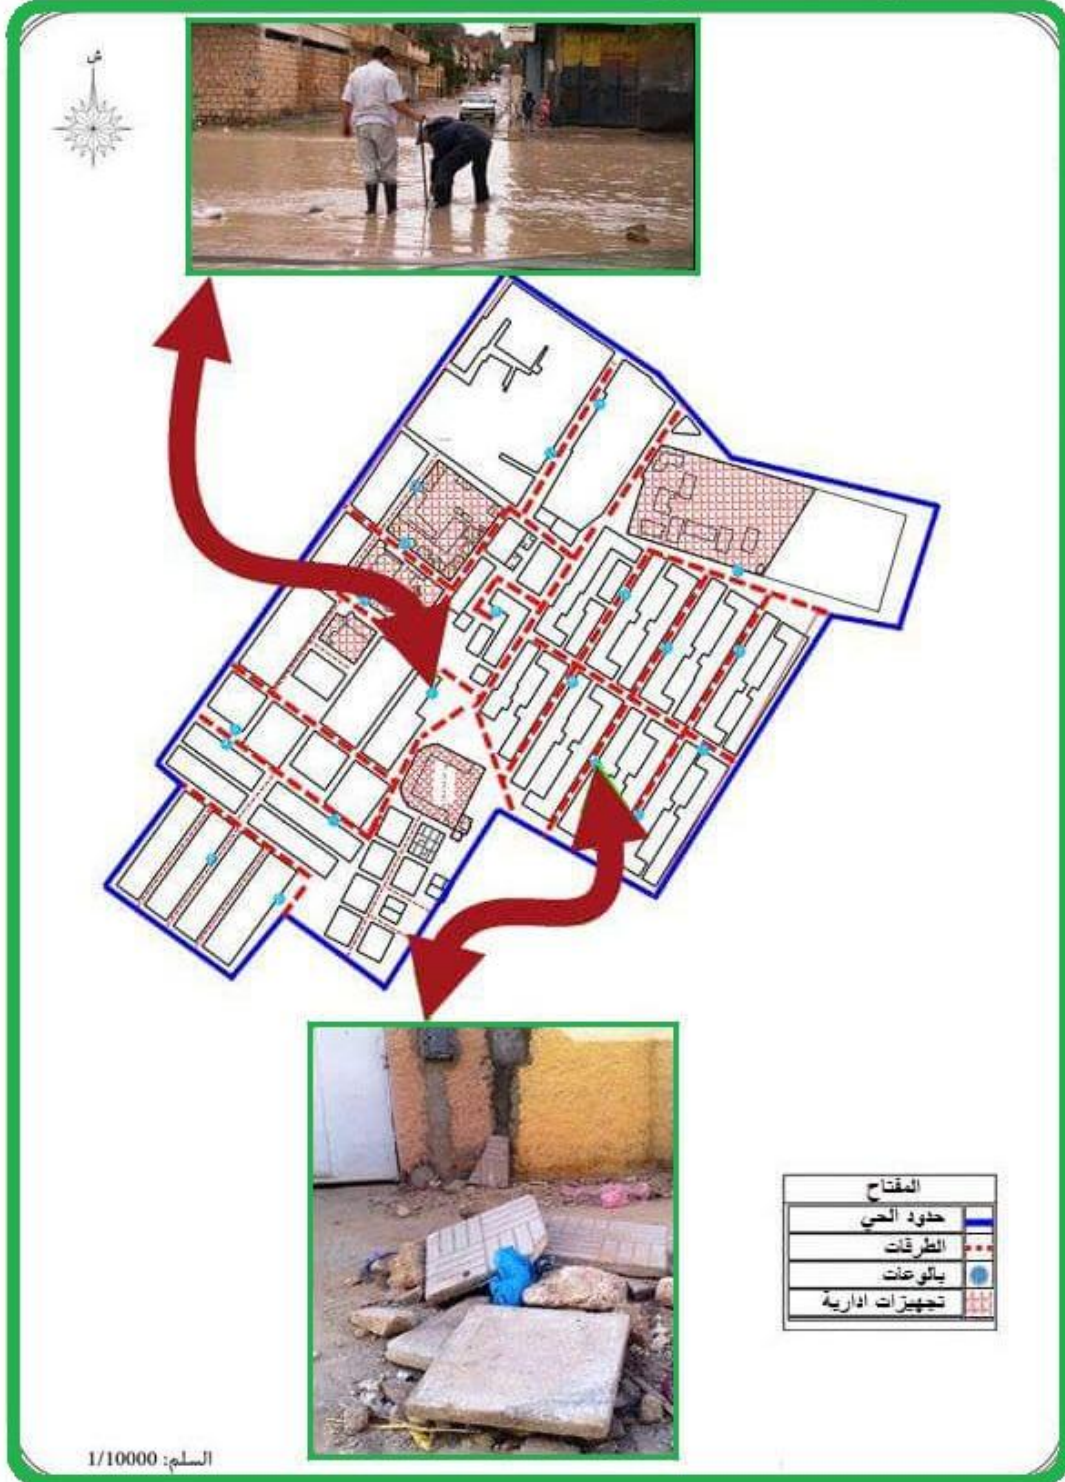 ش
المفتاح
حدود الحي
الطرقات
بالوعات
تجهيزات ادارية
السلم: 1/10000